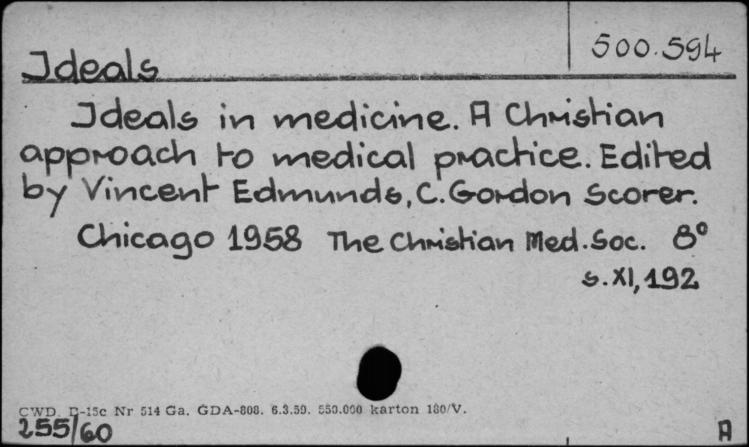 500.594
Ideals
Ideals in medicine. A Christian
approach to medical practice. Edited
by Vincent Edmunds, C. Gordon Scorer.
Chicago 1958 The Christian Med. Soc. 8°
s. XI, 192
CWD. D-15c Nr 514 Ga. GDA-808. 6.3.59. 550.000 karton 180/V.
255/60
A